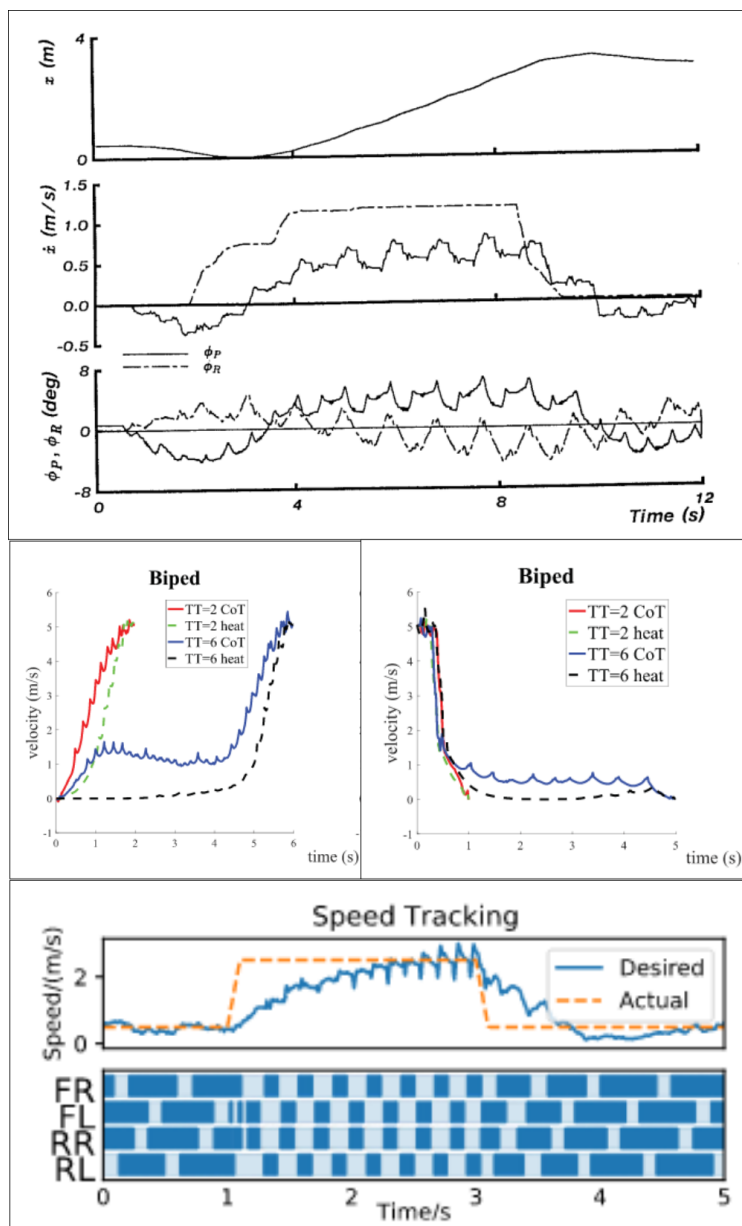 4
x (m)
0
1.5
1.0
ẋ (m/s)
0.5
0.0
-0.5
ϕP
ϕR
8
ϕP, ϕR (deg)
0
-8
0
4
8
12
Time (s)
Biped
6
TT=2 CoT
5
TT=2 heat
TT=6 CoT
4
TT=6 heat
3
velocity (m/s)
2
1
0
-1
0 1 2 3 4 5 6
time (s)
Biped
6
TT=2 CoT
5
TT=2 heat
TT=6 CoT
4
TT=6 heat
3
velocity (m/s)
2
1
0
-1
0 1 2 3 4 5
time (s)
Speed Tracking
Speed/(m/s)
2
0
Desired
Actual
FR
FL
RR
RL
0 1 2 3 4 5
Time/s